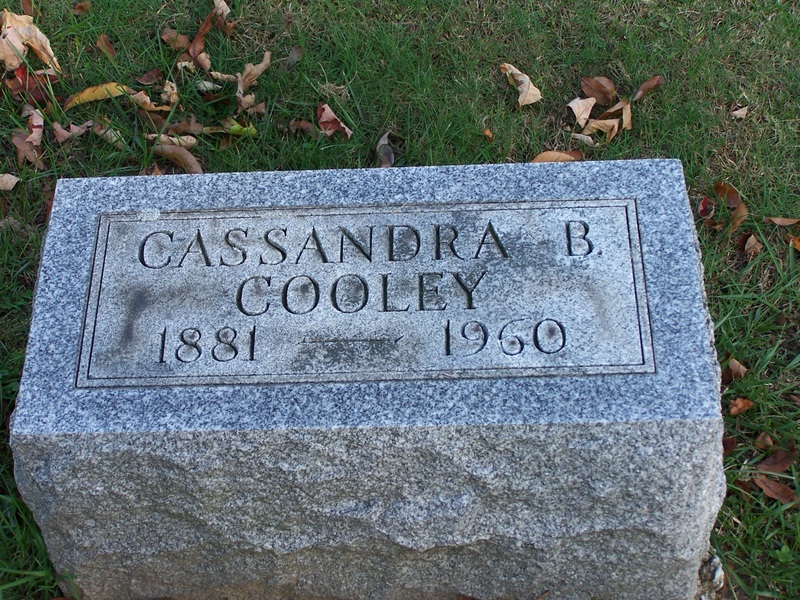 CASSANDRA B.
COOLEY
1881 — 1960